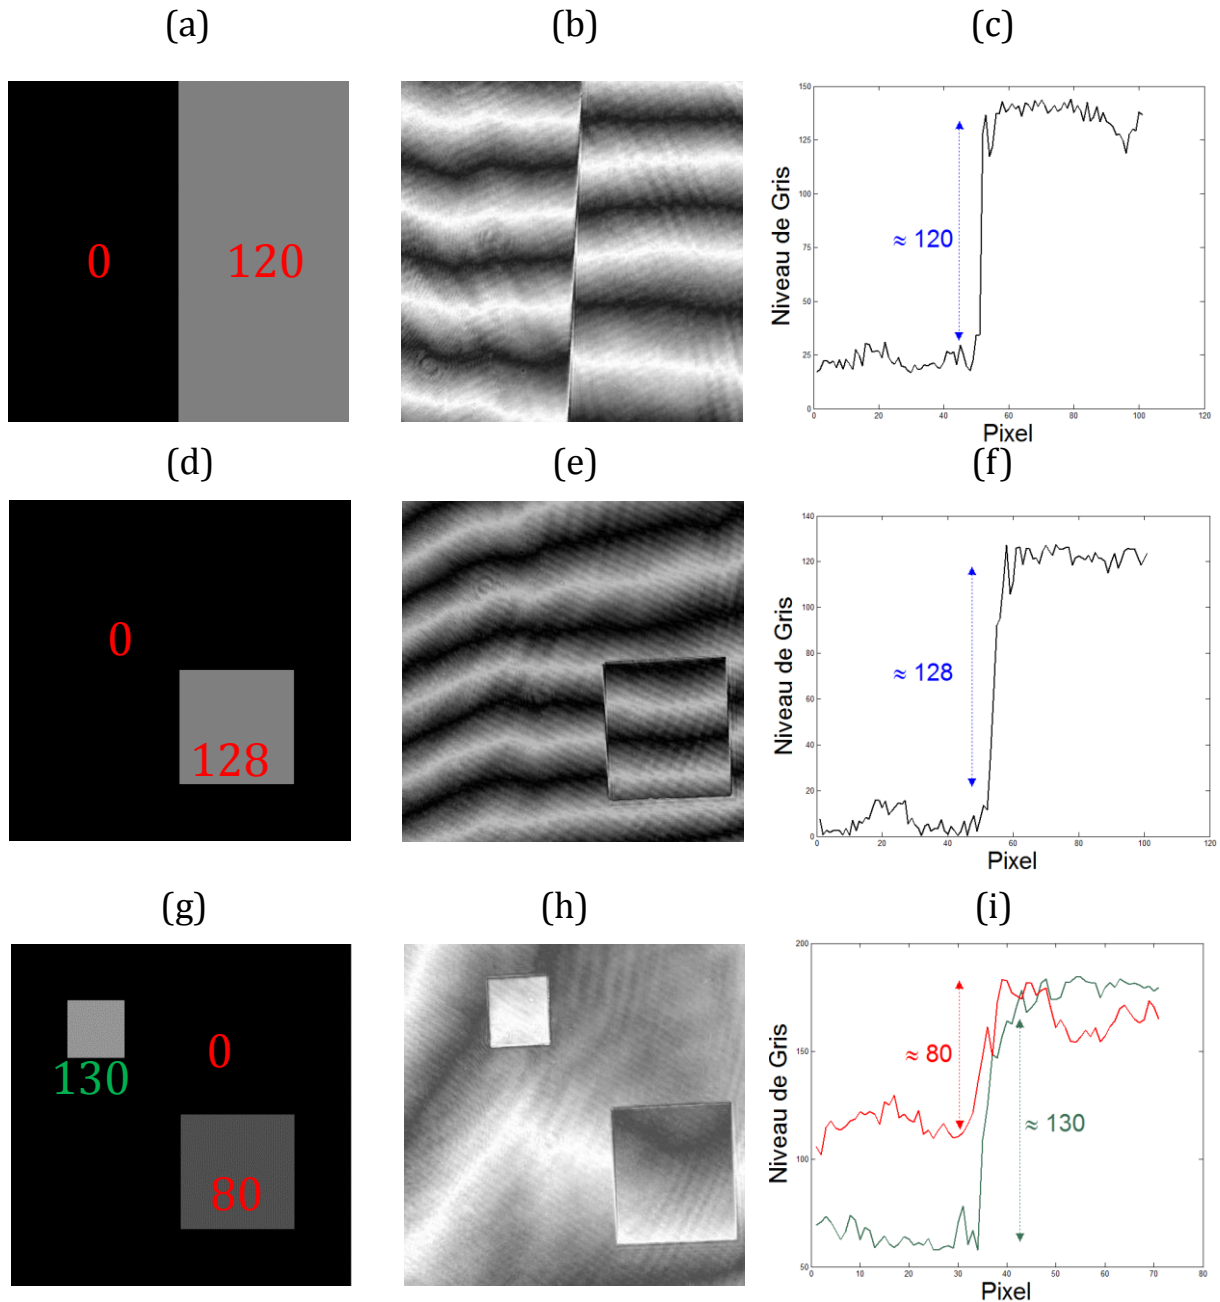 (a) (b) (c)
0 120
150
125
100
75
50
25
0
Niveau de Gris
≈ 120
0 20 40 60 80 100 120
Pixel
(d) (e) (f)
0
128
140
120
100
80
60
40
20
0
Niveau de Gris
≈ 128
0 20 40 60 80 100 120
Pixel
(g) (h) (i)
130
0
80
200
150
100
50
Niveau de Gris
≈ 80
≈ 130
0 10 20 30 40 50 60 70 80
Pixel